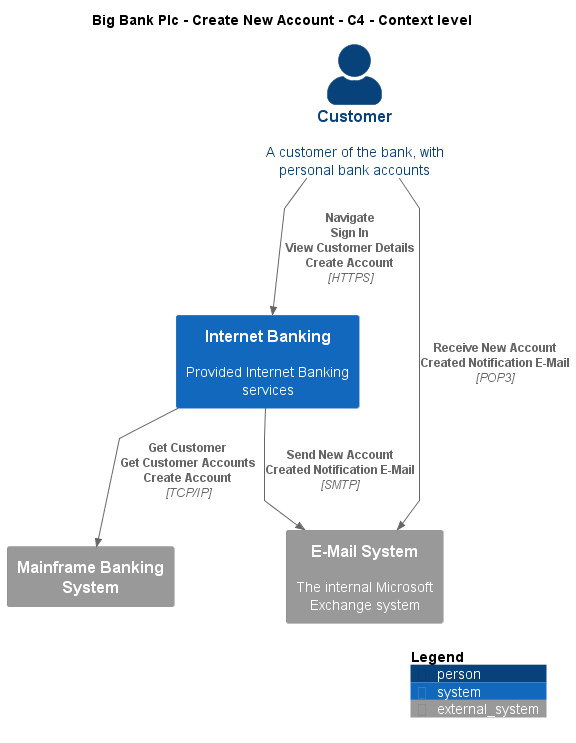 Big Bank Plc - Create New Account - C4 - Context level
Customer
A customer of the bank, with
personal bank accounts
Navigate
Sign In
View Customer Details
Create Account
[HTTPS]
Internet Banking
Provided Internet Banking
services
Receive New Account
Created Notification E-Mail
[POP3]
Get Customer
Get Customer Accounts
Create Account
[TCP/IP]
Send New Account
Created Notification E-Mail
[SMTP]
Mainframe Banking
System
E-Mail System
The internal Microsoft
Exchange system
Legend
person
system
external_system